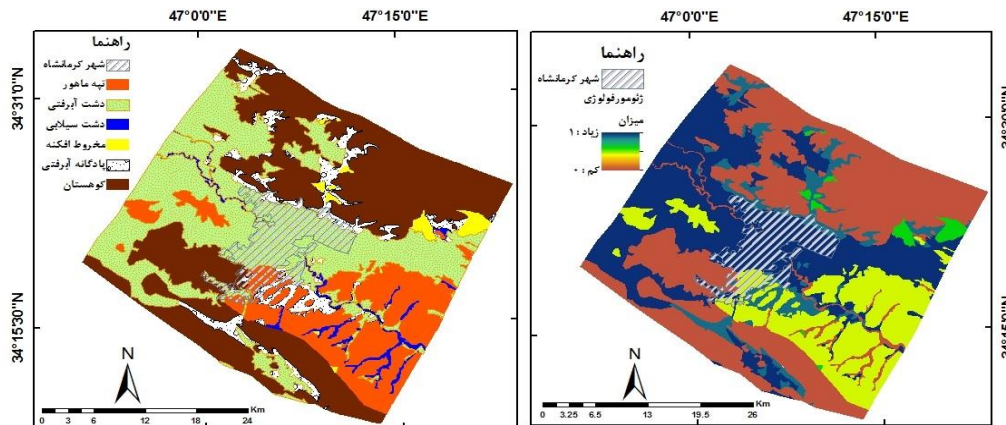 47°0'0"E
47°15'0"E
34°31'0"N
34°15'30"N
راهنما
شهر کرمانشاه
تپه ماهور
دشت آبرفتی
دشت سیلابی
مخروط افکنه
پادگانه آبرفتی
کوهستان
N
Km
0 3 6 12 18 24
47°0'0"E
47°15'0"E
راهنما
شهر کرمانشاه
ژئومورفولوژی
میزان
زیاد : 1
کم : 0
N
Km
0 3.25 6.5 13 19.5 26